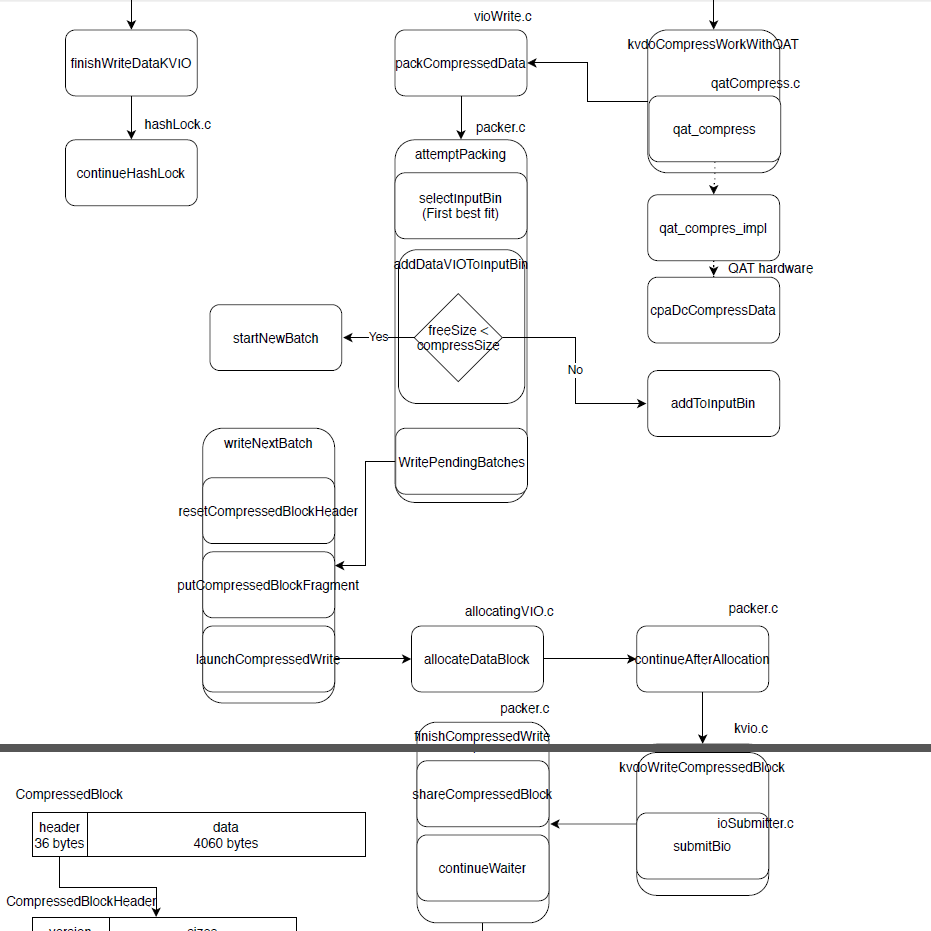 vioWrite.c
finishWriteDataKVIO
packCompressedData
kvdoCompressWorkWithQAT
qatCompress.c
qat_compress
hashLock.c
continueHashLock
packer.c
attemptPacking
selectInputBin
(First best fit)
addDataVIOToInputBin
freeSize <
compressSize
Yes
No
startNewBatch
qat_compres_impl
QAT hardware
cpaDcCompressData
addToInputBin
WritePendingBatches
writeNextBatch
resetCompressedBlockHeader
putCompressedBlockFragment
launchCompressedWrite
allocatingVIO.c
allocateDataBlock
packer.c
continueAfterAllocation
packer.c
finishCompressedWrite
shareCompressedBlock
continueWaiter
kvio.c
kvdoWriteCompressedBlock
ioSubmitter.c
submitBio
CompressedBlock
header
36 bytes
data
4060 bytes
CompressedBlockHeader
version
sizes